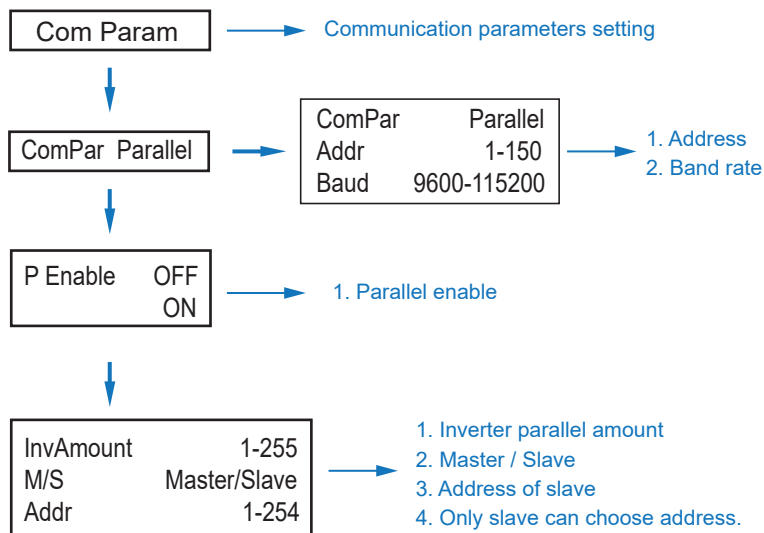 Com Param
Communication parameters setting
ComPar Parallel
ComPar Parallel
Addr 1-150
Baud 9600-115200
1. Address
2. Band rate
P Enable OFF
ON
1. Parallel enable
InvAmount 1-255
M/S Master/Slave
Addr 1-254
1. Inverter parallel amount
2. Master / Slave
3. Address of slave
4. Only slave can choose address.